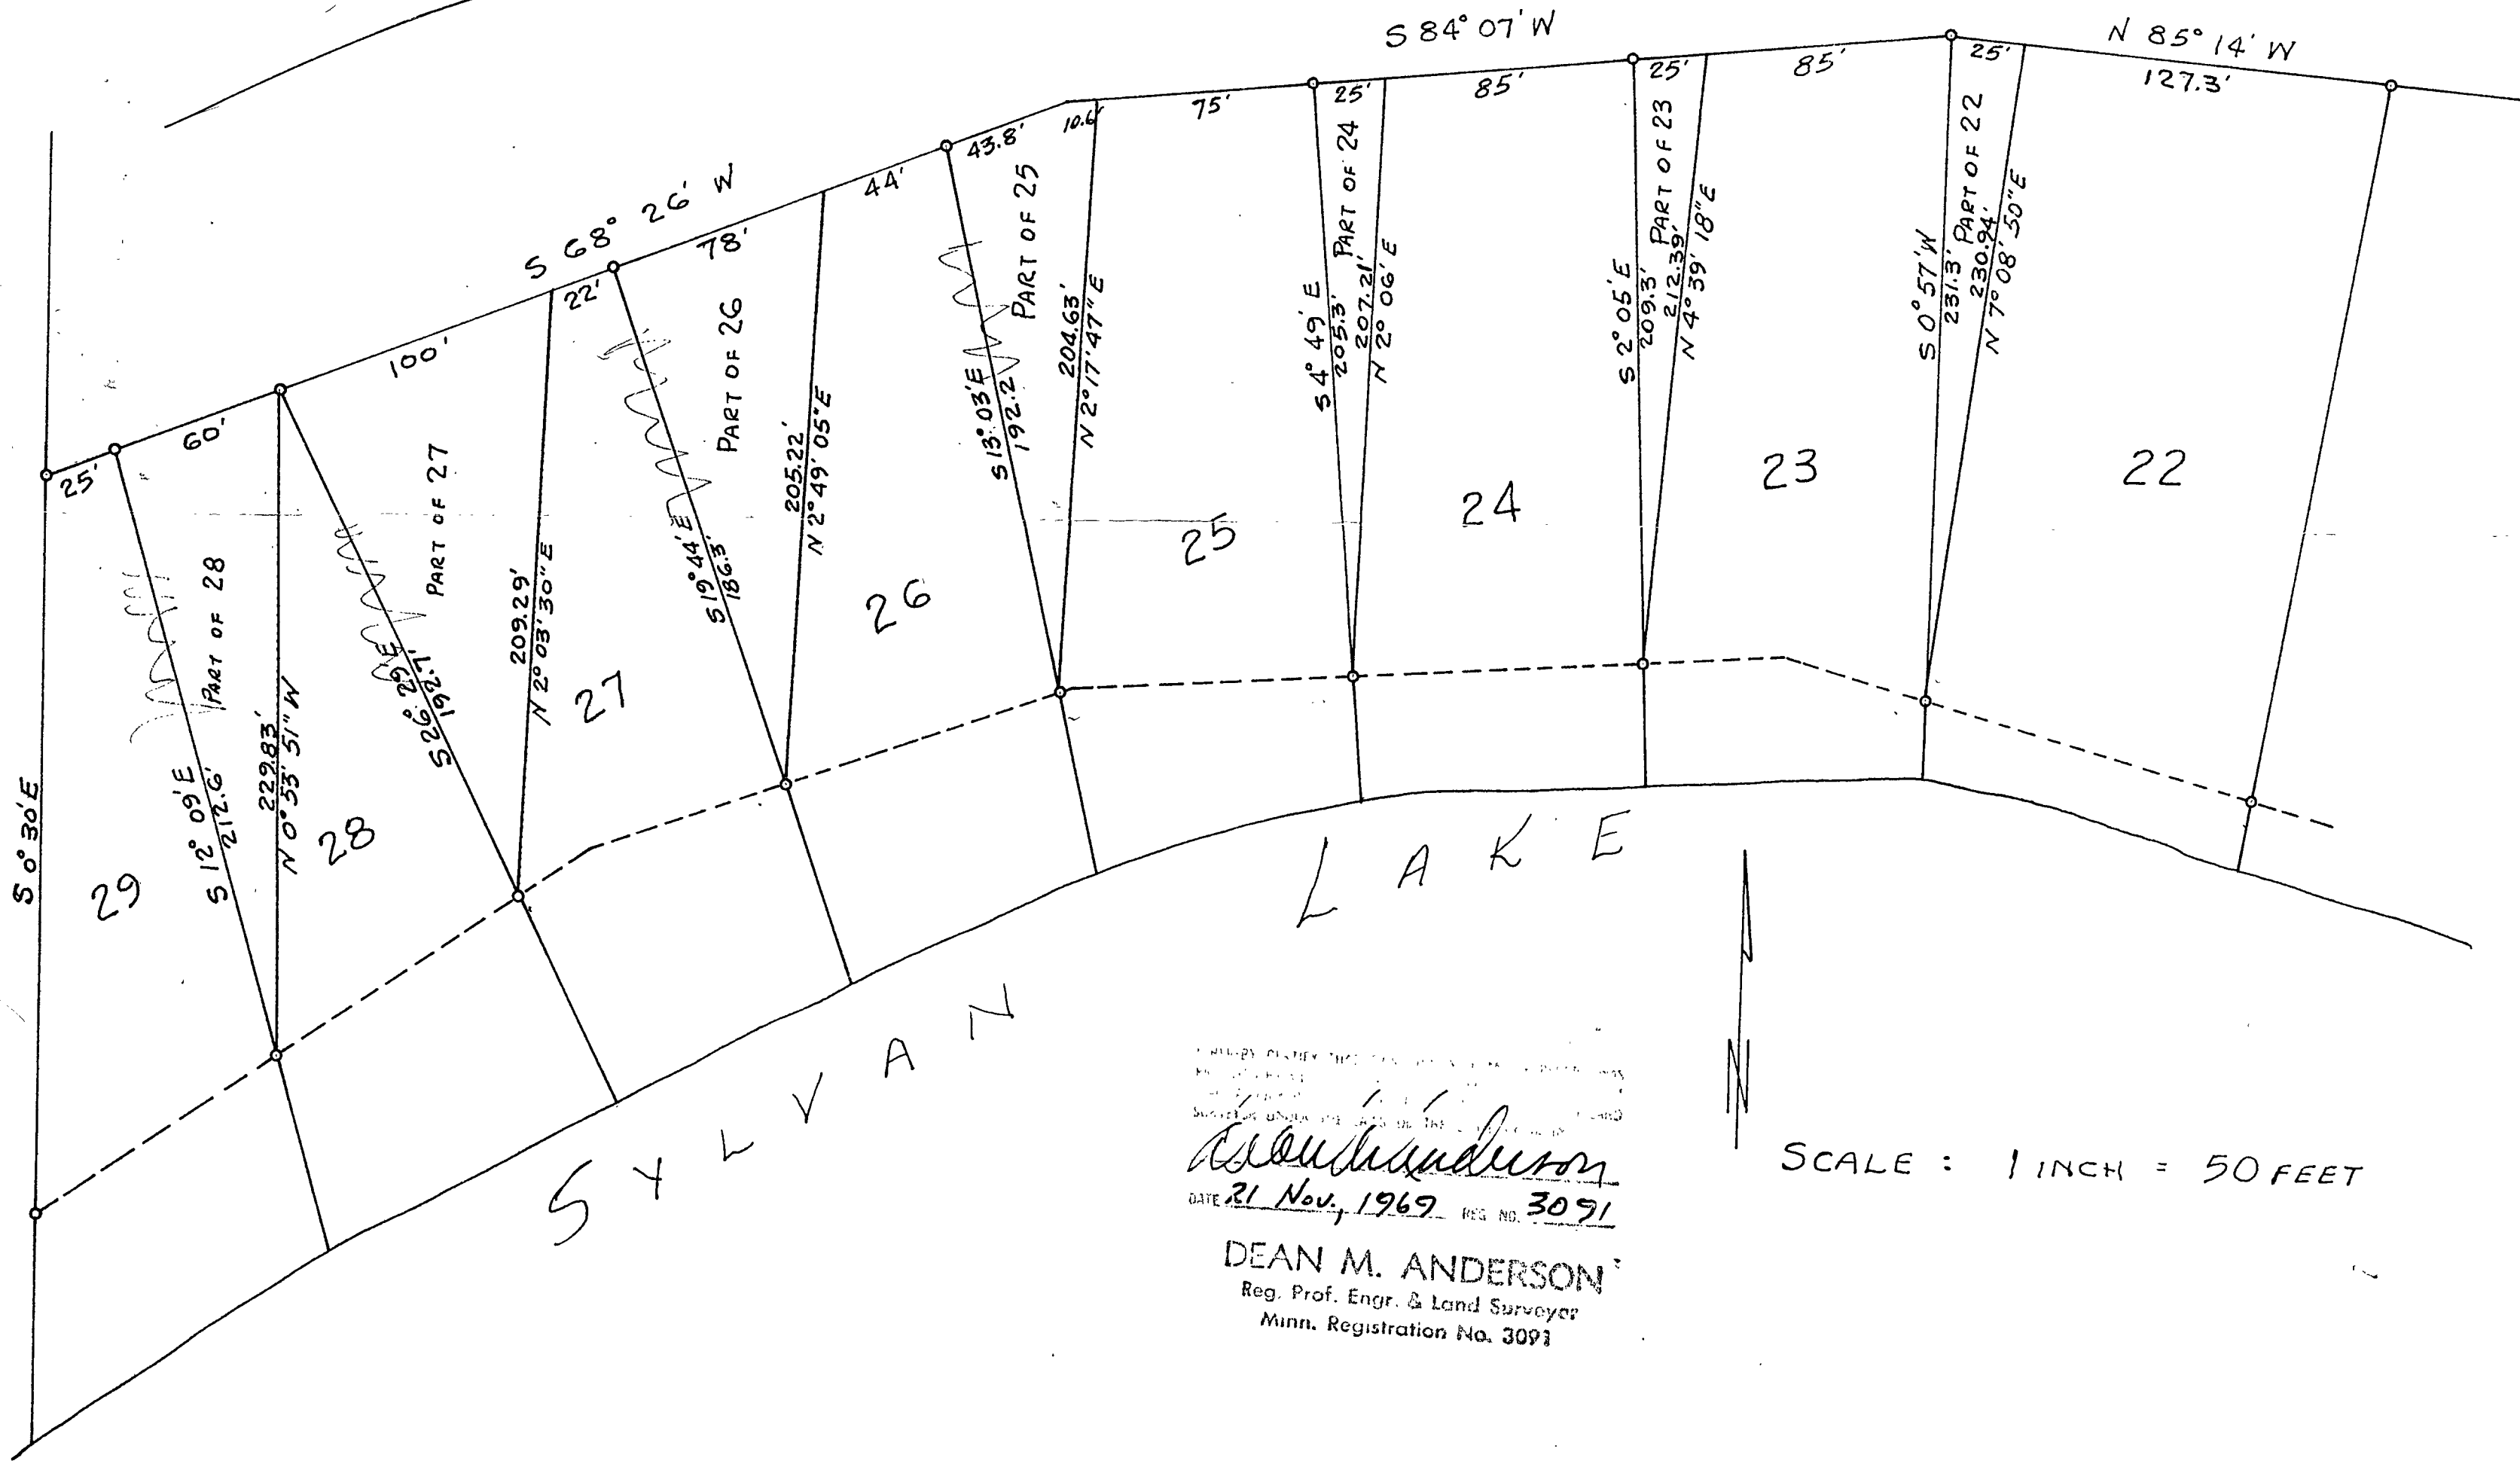 S 84° 07' W
N 85° 14' W
25'
127.3'
85'
25'
85'
25'
75'
10.6'
43.8'
44'
S 68° 26' W
78'
22'
100'
60'
25'
S 0° 30' E
29
S 12° 09' E
212.6'
PART OF 28
229.83'
N 0° 53' 51" W
28
S 26° 29' E
192.7'
PART OF 27
209.29'
N 2° 03' 30" E
27
S 19° 44' E
186.3'
PART OF 26
205.22'
N 2° 49' 05" E
26
S 13° 03' E
192.2
PART OF 25
204.63'
N 2° 17' 47" E
25
S 4° 49' E
205.3'
PART OF 24
207.21'
N 2° 06' E
24
S 2° 05' E
209.3'
PART OF 23
212.39'
N 4° 39' 18" E
23
S 0° 57' W
231.3'
PART OF 22
230.94'
N 7° 08' 50" E
22
SYLVAN LAKE
N
SCALE : 1 INCH = 50 FEET
DATE 21 Nov., 1969 REG. NO. 3091
DEAN M. ANDERSON
Reg. Prof. Engr. & Land Surveyor
Minn. Registration No. 3091